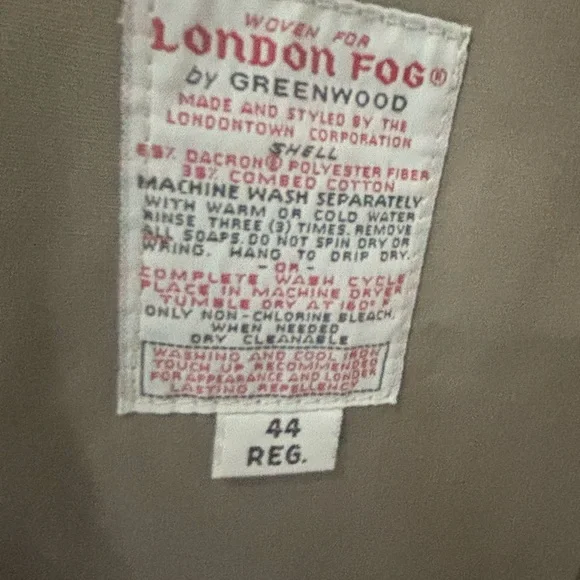 WOVEN FOR
LONDON FOG®
by GREENWOOD
MADE AND STYLED BY THE
LONDONTOWN CORPORATION
SHELL
65% DACRON® POLYESTER FIBER
35% COMBED COTTON
MACHINE WASH SEPARATELY
WITH WARM OR COLD WATER
RINSE THREE (3) TIMES. REMOVE
ALL SOAPS. DO NOT SPIN DRY OR
WRING. HANG TO DRIP DRY.
- OR -
COMPLETE WASH CYCLE
PLACE IN MACHINE DRYER
TUMBLE DRY AT 160° F
ONLY NON-CHLORINE BLEACH,
WHEN NEEDED
DRY CLEANABLE
WASHING AND COOL IRON
TOUCH UP RECOMMENDED
FOR APPEARANCE AND LONGER
LASTING REPELLENCY
44
REG.